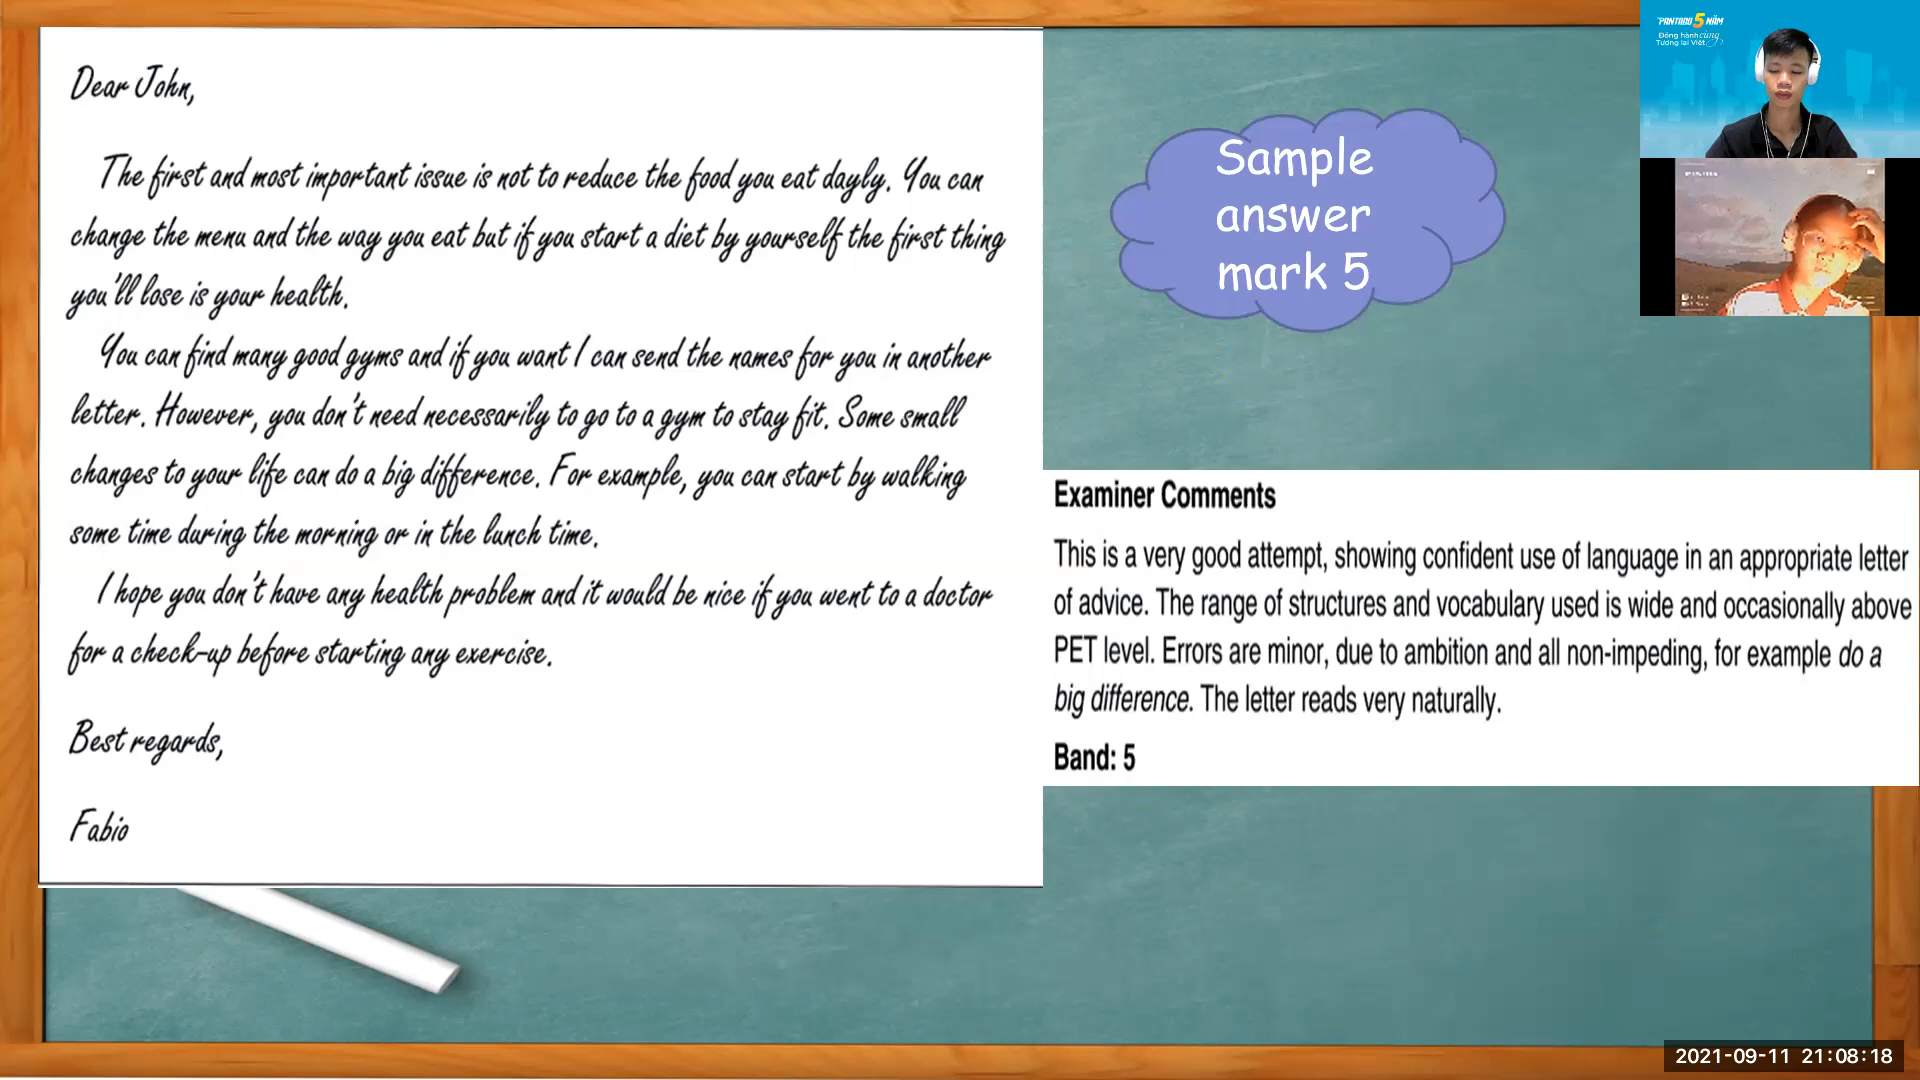 Dear John,
The first and most important issue is not to reduce the food you eat dayly. You can
change the menu and the way you eat but if you start a diet by yourself the first thing
you'll lose is your health.
You can find many good gyms and if you want I can send the names for you in another
letter. However, you don't need necessarily to go to a gym to stay fit. Some small
changes to your life can do a big difference. For example, you can start by walking
some time during the morning or in the lunch time.
I hope you don't have any health problem and it would be nice if you went to a doctor
for a check-up before starting any exercise.
Best regards,
Fabio
Sample
answer
mark 5
Examiner Comments
This is a very good attempt, showing confident use of language in an appropriate letter
of advice. The range of structures and vocabulary used is wide and occasionally above
PET level. Errors are minor, due to ambition and all non-impeding, for example do a
big difference. The letter reads very naturally.
Band: 5
PANTADO 5 NĂM
Đồng hành cùng
Tương lai Việt
2021-09-11 21:08:18